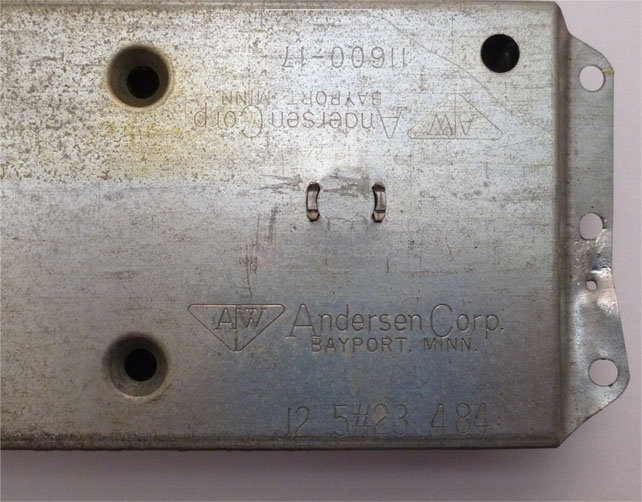 11600-17
AW Andersen Corp
BAYPORT, MINN
AW Andersen Corp.
BAYPORT, MINN.
J2 5#23 484